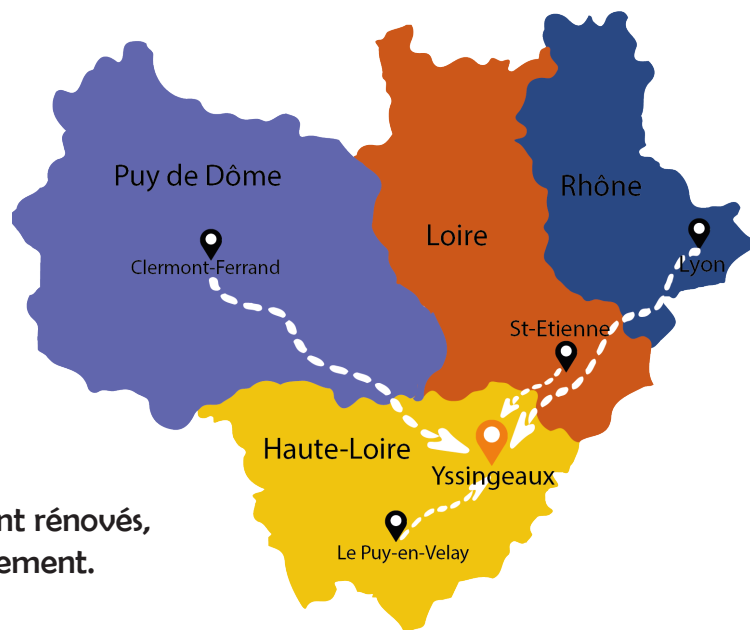 Puy de Dôme
Rhône
Loire
Clermont-Ferrand
Lyon
St-Etienne
Haute-Loire
Yssingeaux
nt rénovés,
Le Puy-en-Velay
ement.